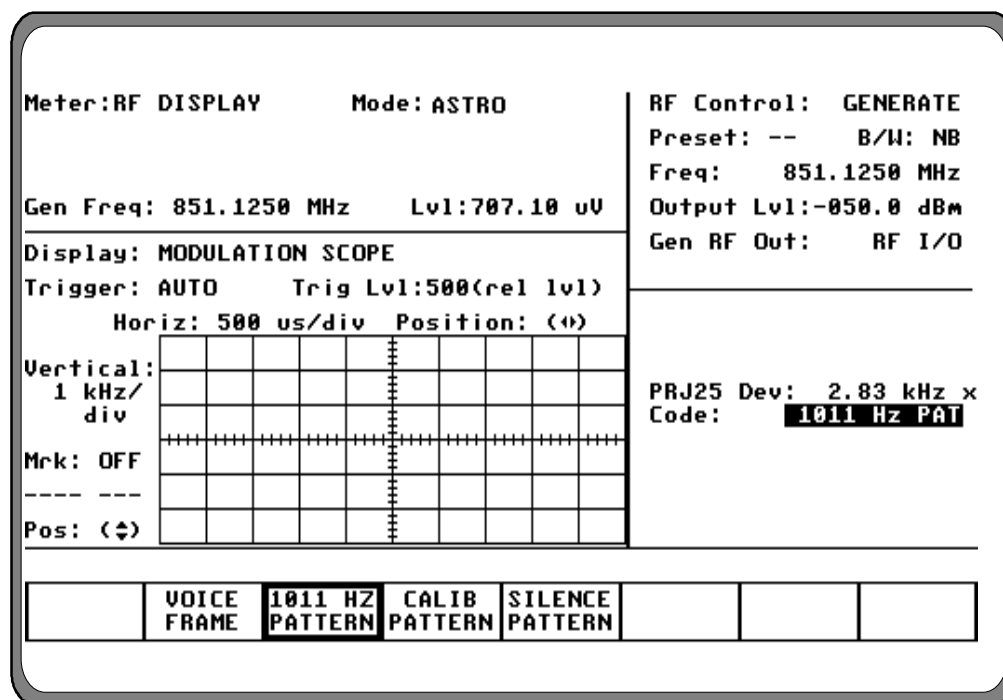 Meter:RF DISPLAY Mode: ASTRO
Gen Freq: 851.1250 MHz Lvl:707.10 uV
RF Control: GENERATE
Preset: -- B/W: NB
Freq: 851.1250 MHz
Output Lvl:-050.0 dBm
Gen RF Out: RF I/O
Display: MODULATION SCOPE
Trigger: AUTO Trig Lvl:500(rel lvl)
Horiz: 500 us/div Position: (↔)
Vertical:
1 kHz/
div
Mrk: OFF
---- ---
Pos: (↕)
PRJ25 Dev: 2.83 kHz x
Code: 1011 Hz PAT
VOICE
FRAME
1011 HZ
PATTERN
CALIB
PATTERN
SILENCE
PATTERN